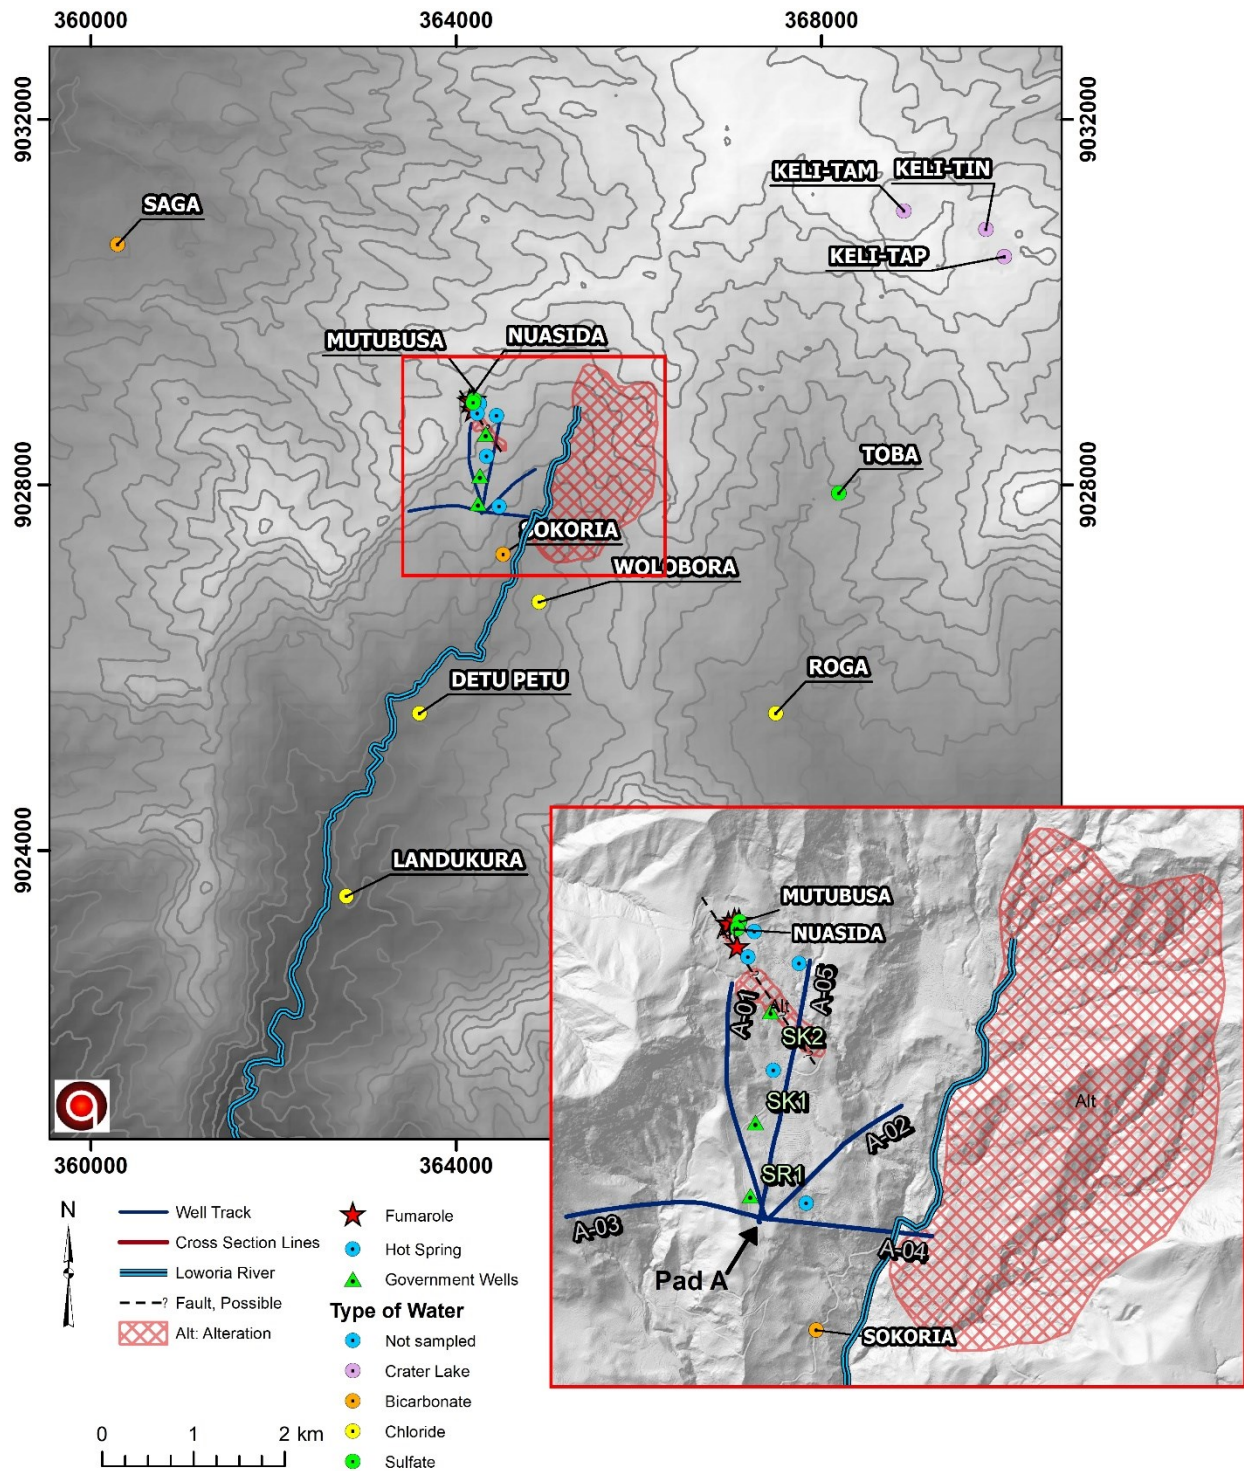 360000
364000
368000
9032000
9032000
KELI-TAM
KELI-TIN
SAGA
KELI-TAP
MUTUBUSA
NUASIDA
TOBA
9028000
9028000
SOKORIA
WOLOBORA
DETU PETU
ROGA
9024000
LANDUKURA
MUTUBUSA
NUASIDA
A-01
Alt
A-05
SK2
SK1
Alt
A-02
SR1
A-03
A-04
Pad A
SOKORIA
360000
364000
N
Well Track
Cross Section Lines
Loworia River
? Fault, Possible
Alt: Alteration
Fumarole
Hot Spring
Government Wells
Type of Water
Not sampled
Crater Lake
Bicarbonate
Chloride
Sulfate
0 1 2 km